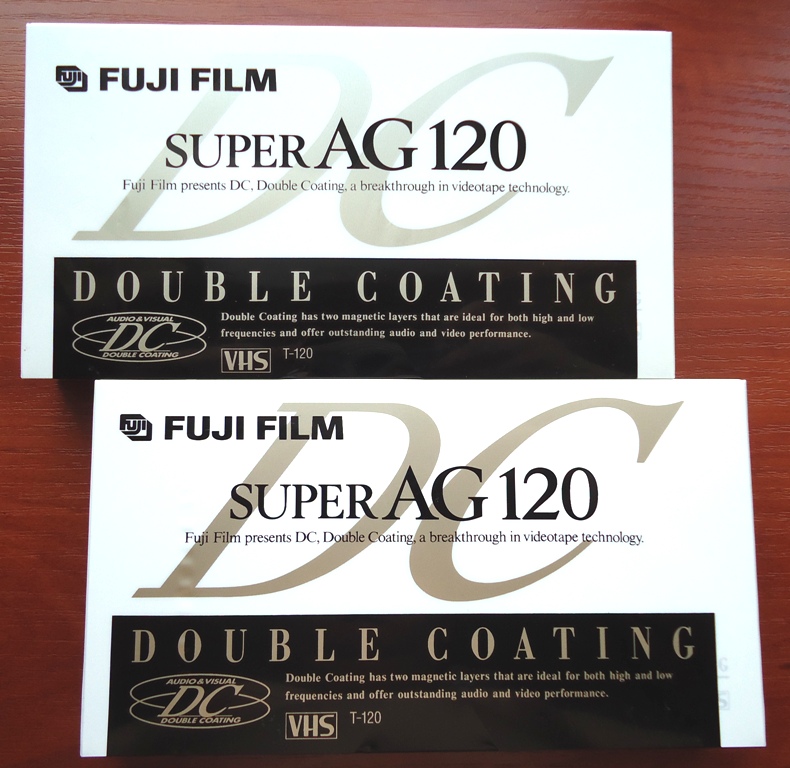 FUJI FUJI FILM
SUPER AG 120
Fuji Film presents DC, Double Coating, a breakthrough in videotape technology.
DC
DOUBLE COATING
AUDIO & VISUAL
DC
DOUBLE COATING
Double Coating has two magnetic layers that are ideal for both high and low
frequencies and offer outstanding audio and video performance.
VHS T-120
FUJI FUJI FILM
SUPER AG 120
Fuji Film presents DC, Double Coating, a breakthrough in videotape technology.
DC
DOUBLE COATING
AUDIO & VISUAL
DC
DOUBLE COATING
Double Coating has two magnetic layers that are ideal for both high and low
frequencies and offer outstanding audio and video performance.
VHS T-120